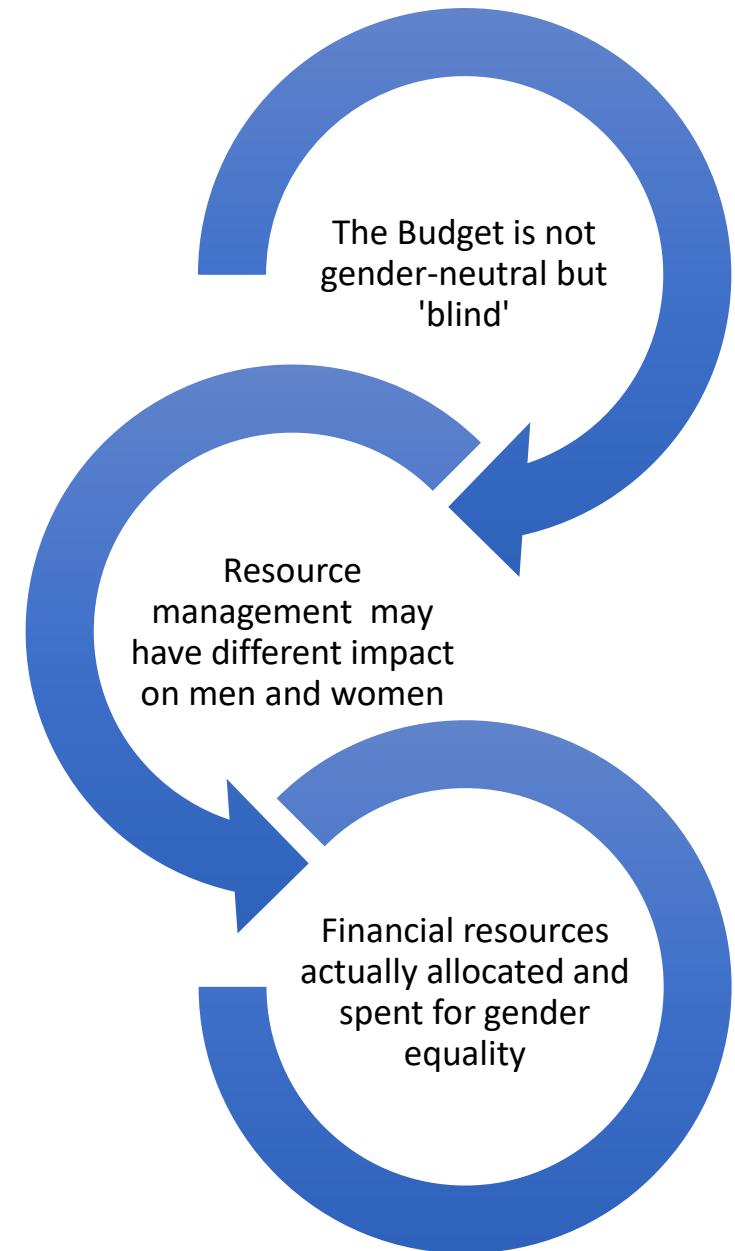 The Budget is not
gender-neutral but
'blind'
Resource
management  may
have different impact
on men and women
Financial resources
actually allocated and
spent for gender
equality